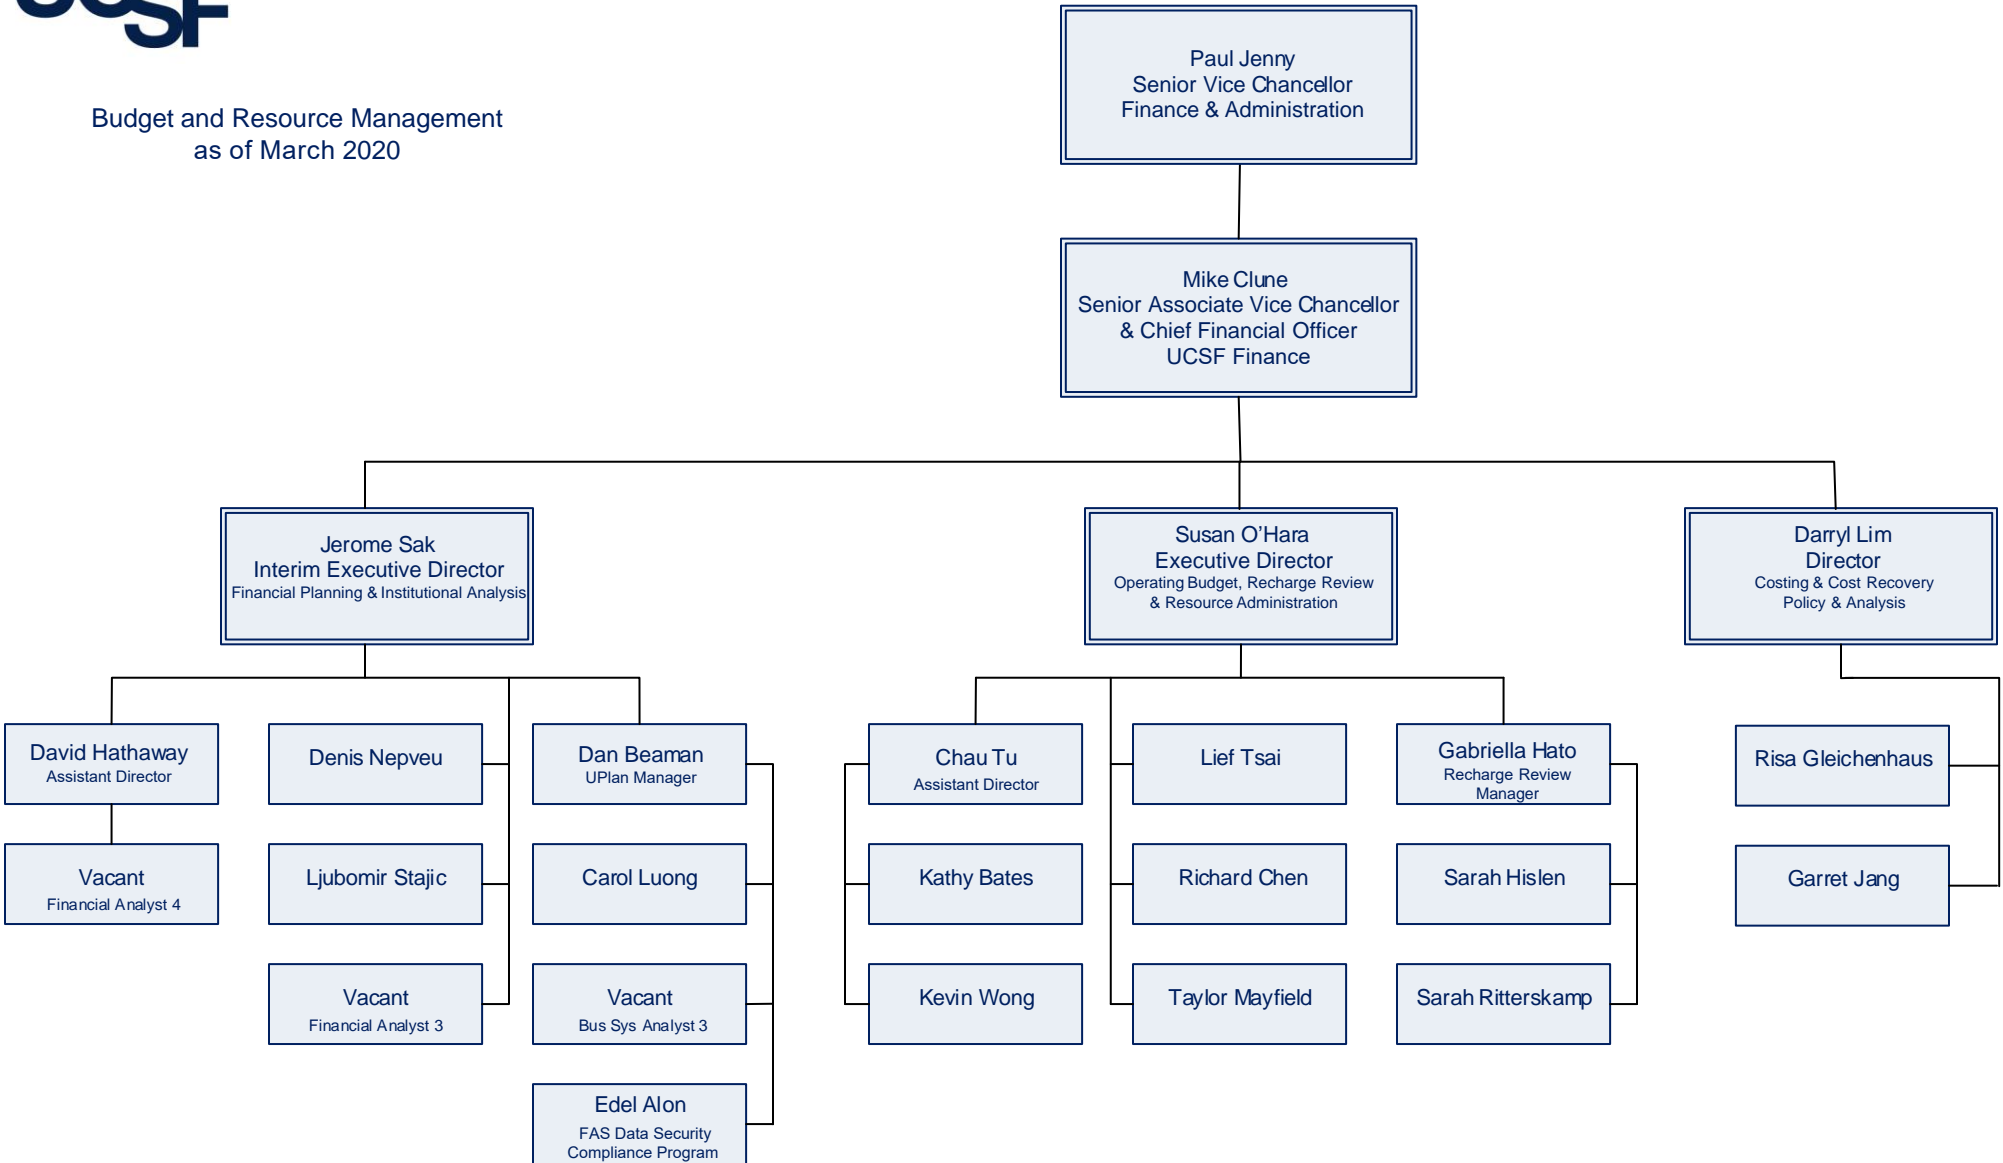 UCSF
Budget and Resource Management
as of March 2020
Paul Jenny
Senior Vice Chancellor
Finance & Administration
Mike Clune
Senior Associate Vice Chancellor
& Chief Financial Officer
UCSF Finance
Jerome Sak
Interim Executive Director
Financial Planning & Institutional Analysis
Susan O’Hara
Executive Director
Operating Budget, Recharge Review
& Resource Administration
Darryl Lim
Director
Costing & Cost Recovery
Policy & Analysis
David Hathaway
Assistant Director
Vacant
Financial Analyst 4
Denis Nepveu
Ljubomir Stajic
Vacant
Financial Analyst 3
Dan Beaman
UPlan Manager
Carol Luong
Vacant
Bus Sys Analyst 3
Edel Alon
FAS Data Security
Compliance Program
Chau Tu
Assistant Director
Kathy Bates
Kevin Wong
Lief Tsai
Richard Chen
Taylor Mayfield
Gabriella Hato
Recharge Review
Manager
Sarah Hislen
Sarah Ritterskamp
Risa Gleichenhaus
Garret Jang